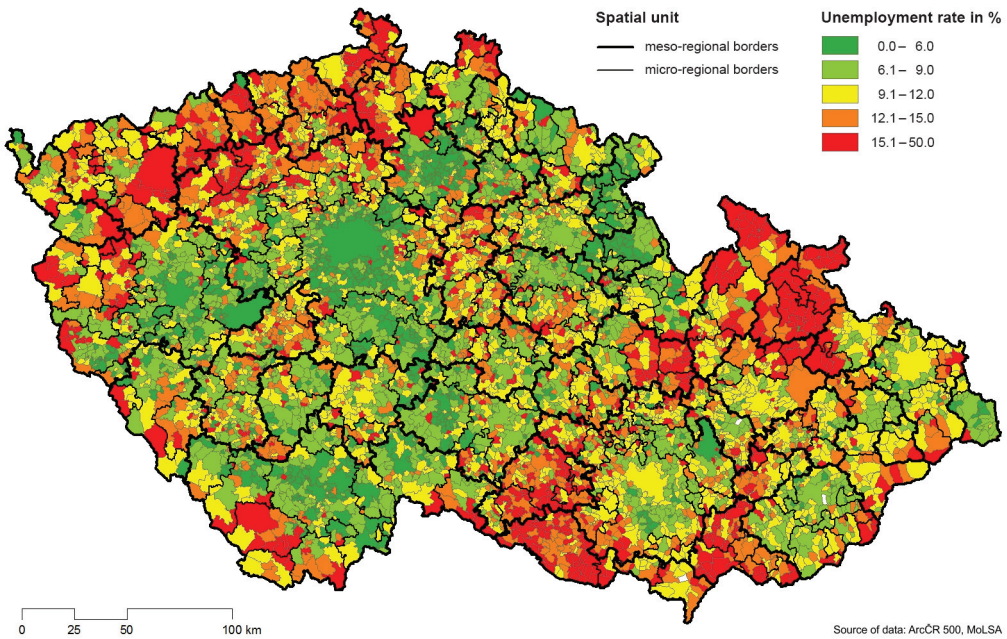 Spatial unit
meso-regional borders
micro-regional borders
Unemployment rate in %
0.0 – 6.0
6.1 – 9.0
9.1 – 12.0
12.1 – 15.0
15.1 – 50.0
0 25 50 100 km
Source of data: ArcČR 500, MoLSA